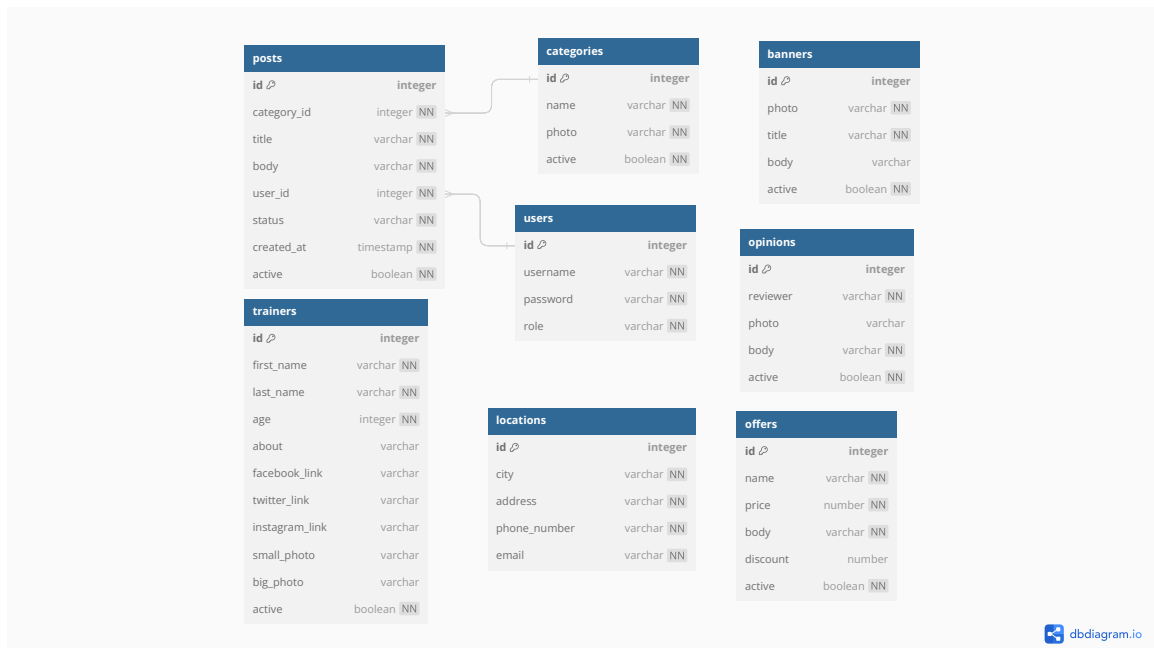 posts
id integer
category_id integer NN
title varchar NN
body varchar NN
user_id integer NN
status varchar NN
created_at timestamp NN
active boolean NN
categories
id integer
name varchar NN
photo varchar NN
active boolean NN
banners
id integer
photo varchar NN
title varchar NN
body varchar
active boolean NN
users
id integer
username varchar NN
password varchar NN
role varchar NN
opinions
id integer
reviewer varchar NN
photo varchar
body varchar NN
active boolean NN
trainers
id integer
first_name varchar NN
last_name varchar NN
age integer NN
about varchar
facebook_link varchar
twitter_link varchar
instagram_link varchar
small_photo varchar
big_photo varchar
active boolean NN
locations
id integer
city varchar NN
address varchar NN
phone_number varchar NN
email varchar NN
offers
id integer
name varchar NN
price number NN
body varchar NN
discount number
active boolean NN
dbdiagram.io